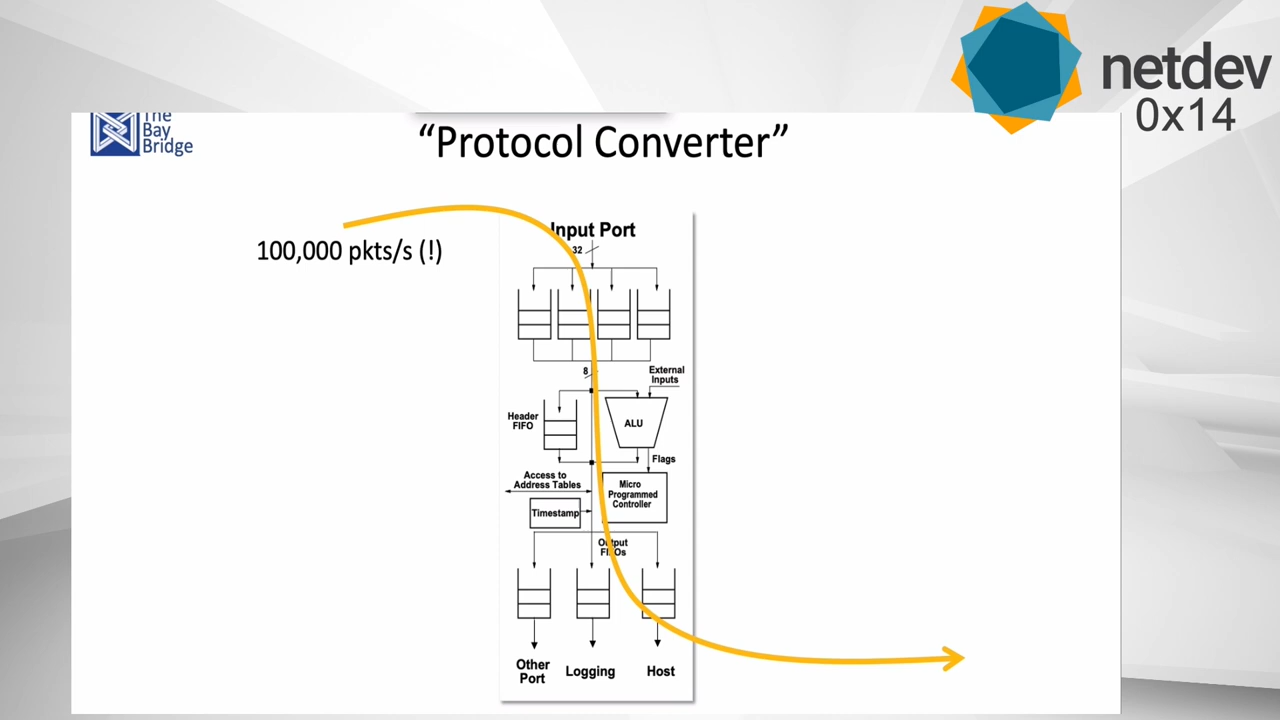 netdev
0x14
The
Bay
Bridge
“Protocol Converter”
100,000 pkts/s (!)
Input Port
32
8
External
Inputs
Header
FIFO
ALU
Flags
Access to
Address Tables
Micro
Programmed
Controller
Timestamp
Output
FIFOs
Other
Port
Logging
Host